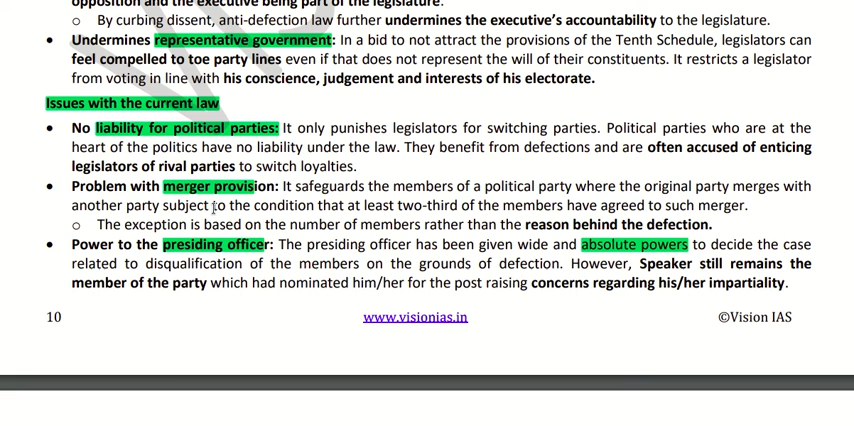 opposition and the executive being part of the legislature.
o By curbing dissent, anti-defection law further undermines the executive's accountability to the legislature.
• Undermines representative government: In a bid to not attract the provisions of the Tenth Schedule, legislators can
feel compelled to toe party lines even if that does not represent the will of their constituents. It restricts a legislator
from voting in line with his conscience, judgement and interests of his electorate.
Issues with the current law
• No liability for political parties: It only punishes legislators for switching parties. Political parties who are at the
heart of the politics have no liability under the law. They benefit from defections and are often accused of enticing
legislators of rival parties to switch loyalties.
• Problem with merger provision: It safeguards the members of a political party where the original party merges with
another party subject to the condition that at least two-third of the members have agreed to such merger.
o The exception is based on the number of members rather than the reason behind the defection.
• Power to the presiding officer: The presiding officer has been given wide and absolute powers to decide the case
related to disqualification of the members on the grounds of defection. However, Speaker still remains the
member of the party which had nominated him/her for the post raising concerns regarding his/her impartiality.
10 www.visionias.in ©Vision IAS